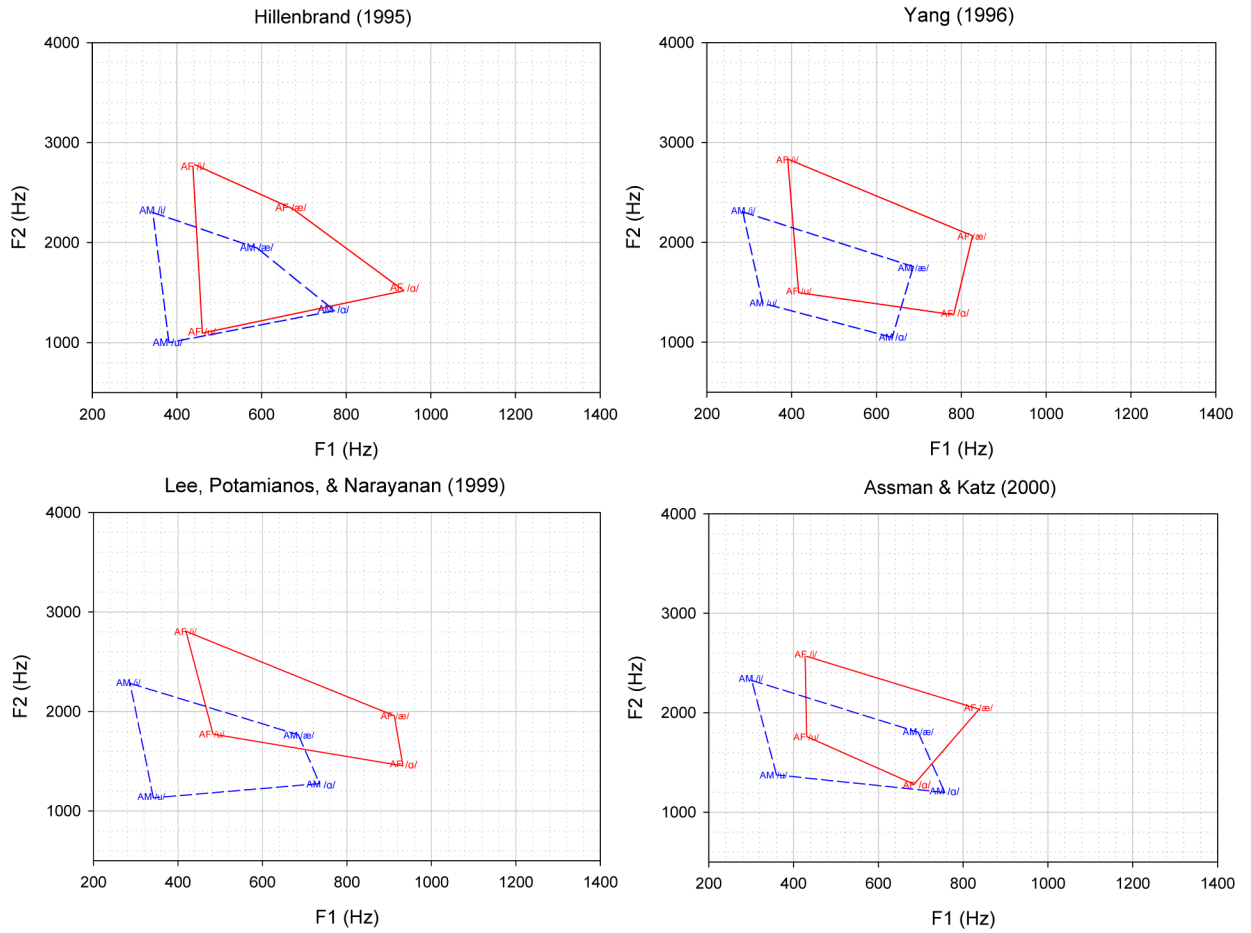 Hillenbrand (1995)
4000
3000
2000
1000
F2 (Hz)
AF /i/
AF /æ/
AM /i/
AM /æ/
AF /ɑ/
AM /ɑ/
AF /u/
AM /u/
200 400 600 800 1000 1200 1400
F1 (Hz)
Yang (1996)
4000
3000
2000
1000
F2 (Hz)
AF /i/
AM /i/
AF /æ/
AM /æ/
AF /u/
AM /u/
AF /ɑ/
AM /ɑ/
200 400 600 800 1000 1200 1400
F1 (Hz)
Lee, Potamianos, & Narayanan (1999)
4000
3000
2000
1000
F2 (Hz)
AF /i/
AM /i/
AF /æ/
AF /u/
AM /æ/
AF /ɑ/
AM /ɑ/
AM /u/
200 400 600 800 1000 1200 1400
F1 (Hz)
Assman & Katz (2000)
4000
3000
2000
1000
F2 (Hz)
AF /i/
AM /i/
AF /æ/
AM /æ/
AF /u/
AM /u/
AF /ɑ/
AM /ɑ/
200 400 600 800 1000 1200 1400
F1 (Hz)